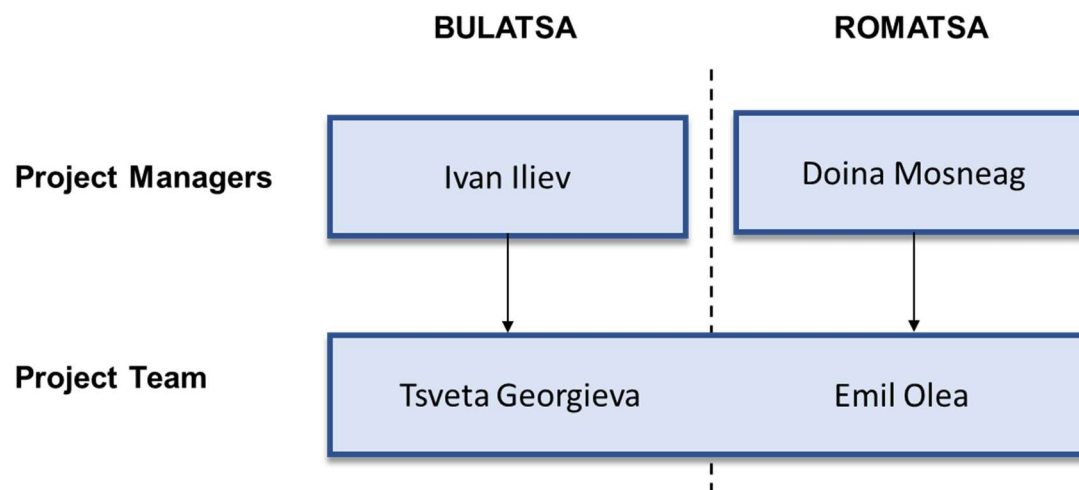 BULATSA
ROMATSA
Project Managers
Ivan Iliev
Doina Mosneag
Project Team
Tsveta Georgieva
Emil Olea